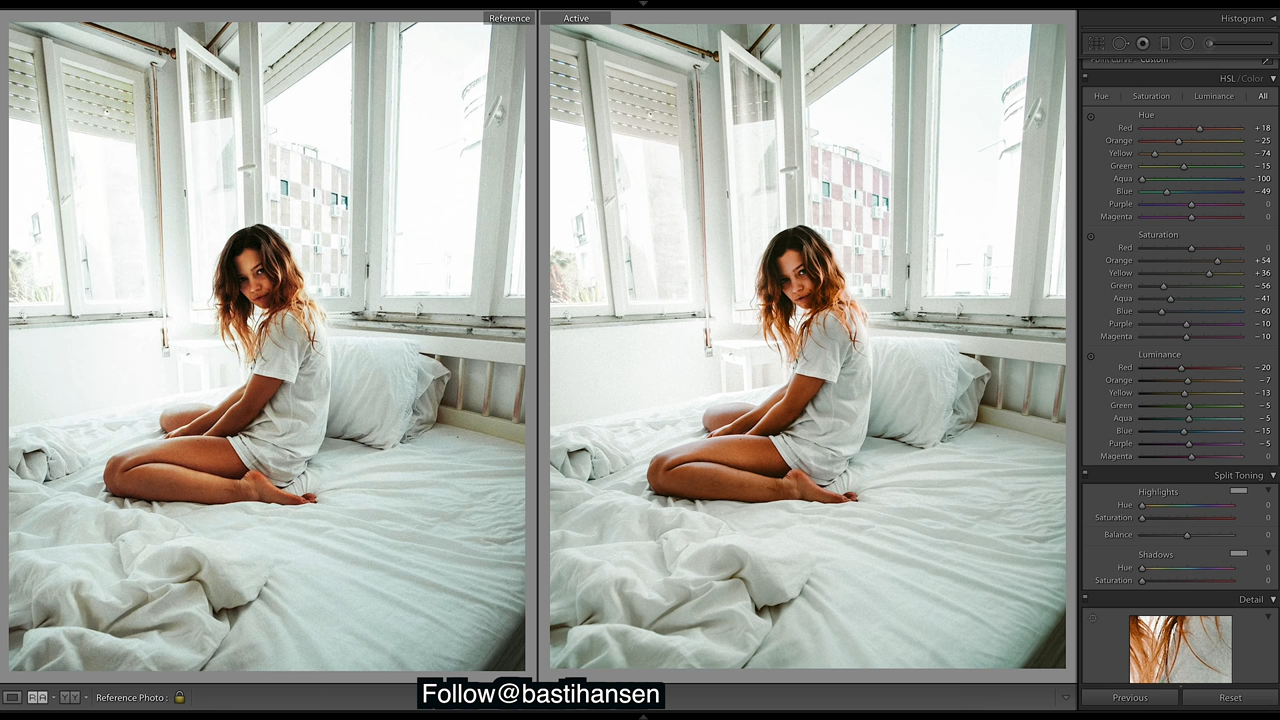 Reference
Active
Histogram
Point Curve: Custom
HSL / Color
Hue Saturation Luminance All
Hue
Red +18
Orange -25
Yellow -74
Green -15
Aqua -100
Blue -49
Purple 0
Magenta 0
Saturation
Red 0
Orange +54
Yellow +36
Green -56
Aqua -41
Blue -60
Purple -10
Magenta -10
Luminance
Red -20
Orange -7
Yellow -13
Green -5
Aqua -5
Blue -15
Purple -5
Magenta 0
Split Toning
Highlights
Hue 0
Saturation 0
Balance 0
Shadows
Hue 0
Saturation 0
Detail
Previous Reset
R A Y Y Reference Photo :
Follow@bastihansen